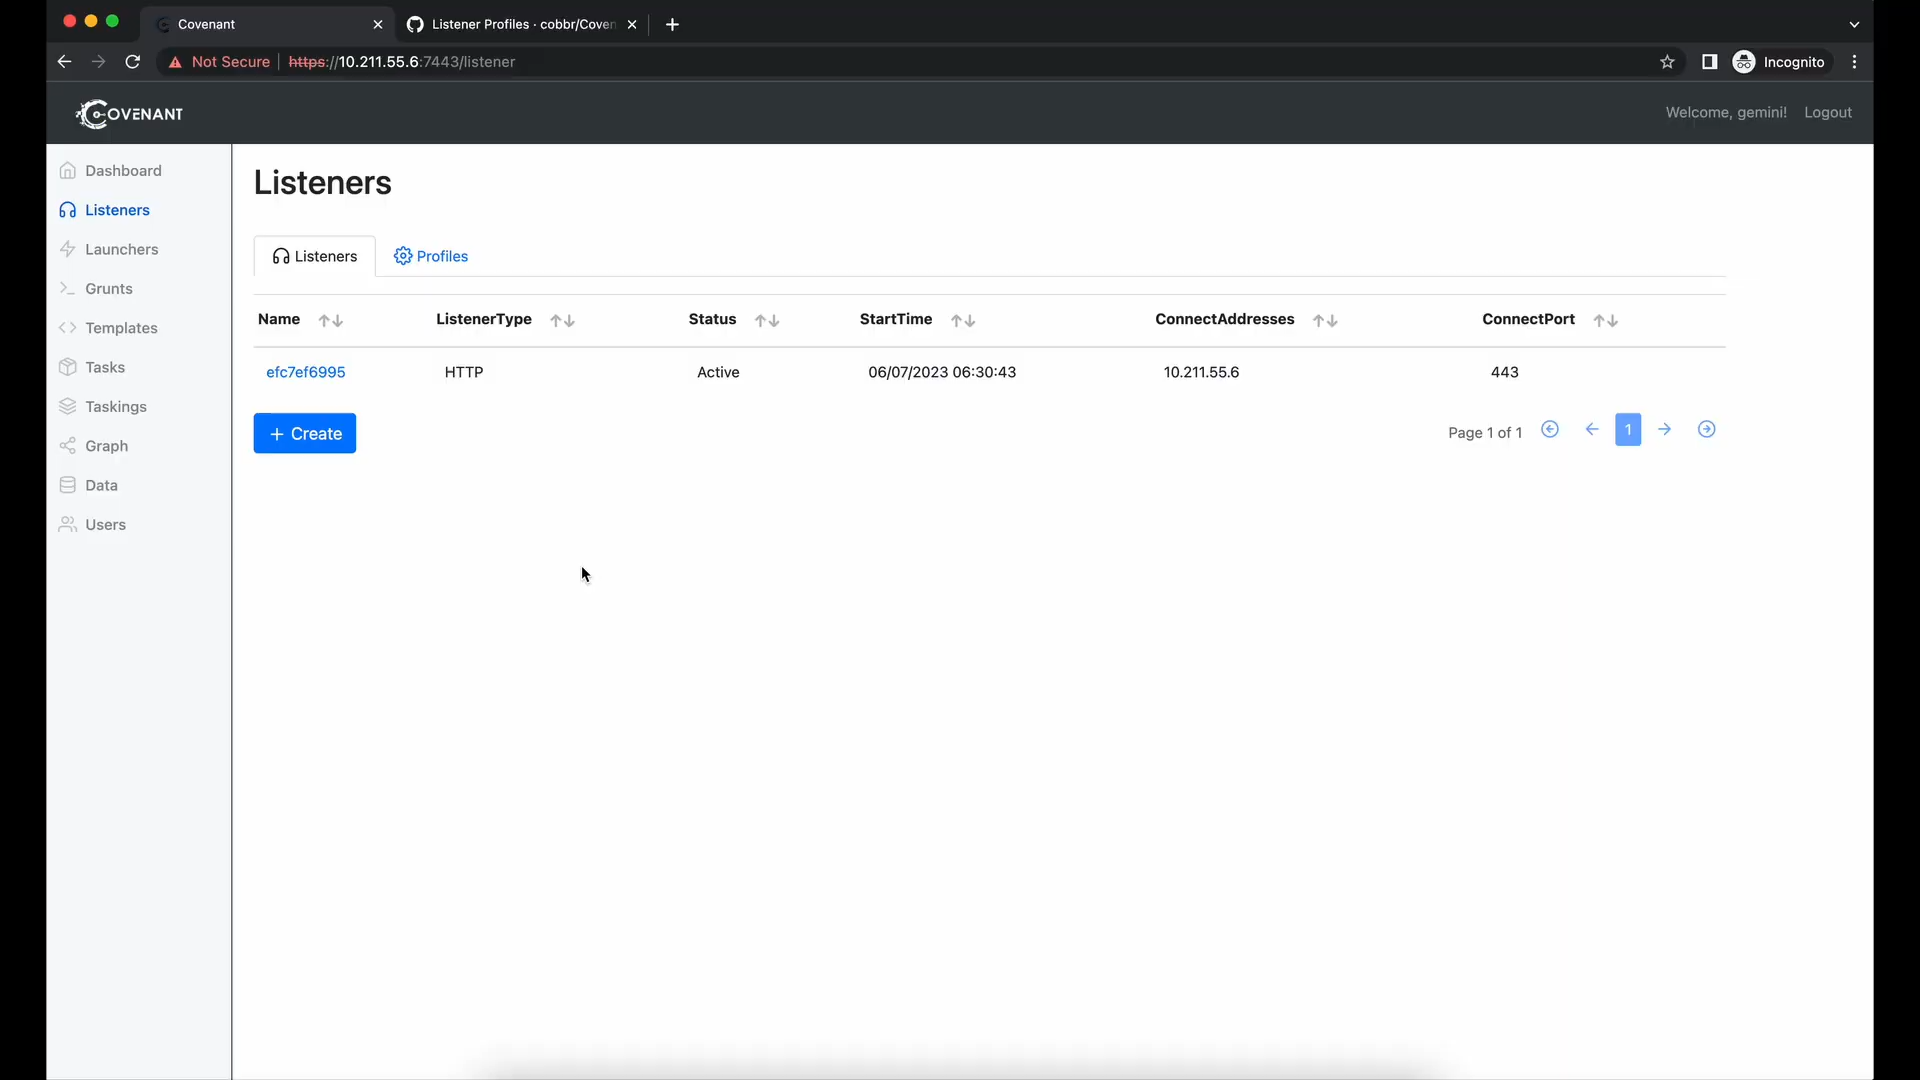 Covenant
Listener Profiles · cobbr/Coven
Not Secure https://10.211.55.6:7443/listener
Incognito
COVENANT
Welcome, gemini! Logout
Dashboard
Listeners
Launchers
Grunts
Templates
Tasks
Taskings
Graph
Data
Users
Listeners
Listeners Profiles
Name ListenerType Status StartTime ConnectAddresses ConnectPort
efc7ef6995 HTTP Active 06/07/2023 06:30:43 10.211.55.6 443
+ Create
Page 1 of 1 1